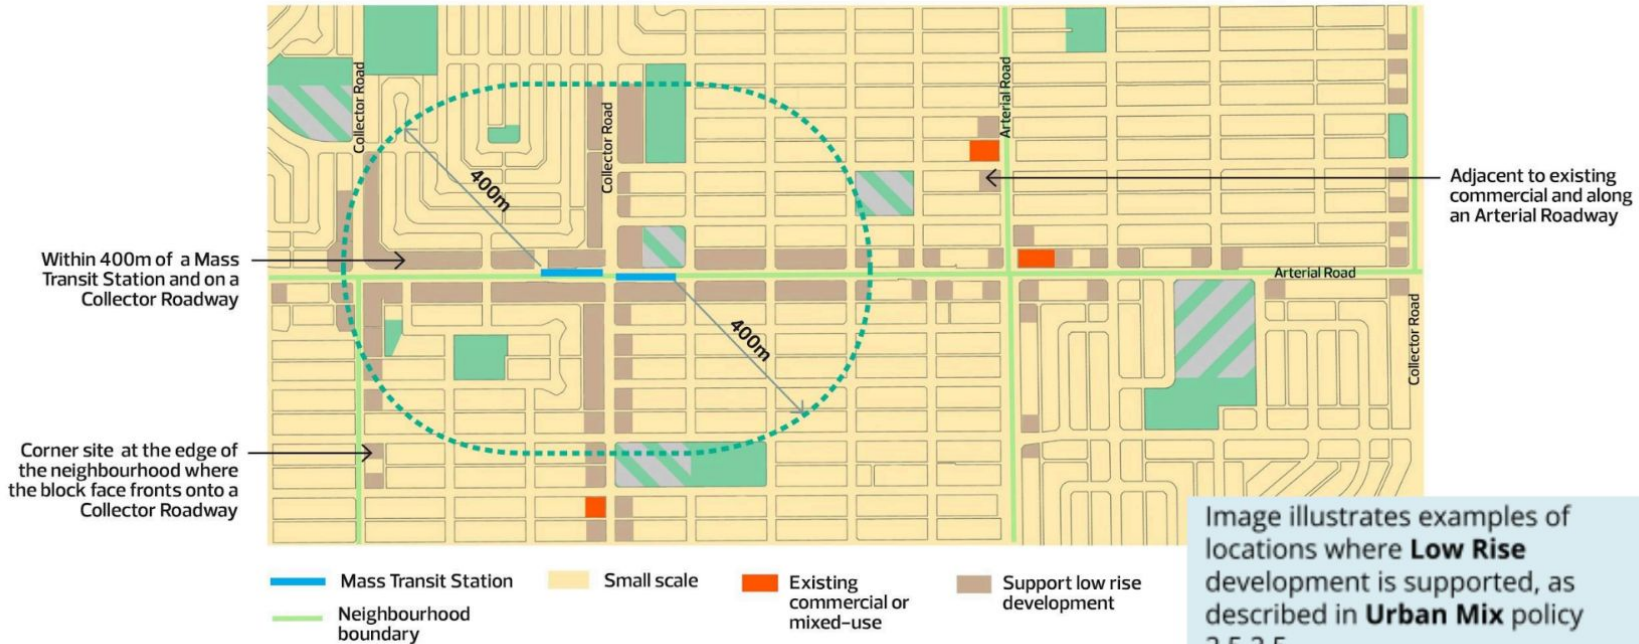 Collector Road
Collector Road
Arterial Road
400m
Adjacent to existing
commercial and along
an Arterial Roadway
Within 400m of a Mass
Transit Station and on a
Collector Roadway
Arterial Road
400m
Collector Road
Corner site at the edge of
the neighbourhood where
the block face fronts onto a
Collector Roadway
Mass Transit Station
Small scale
Existing
commercial or
mixed-use
Support low rise
development
Neighbourhood
boundary
Image illustrates examples of
locations where Low Rise
development is supported, as
described in Urban Mix policy